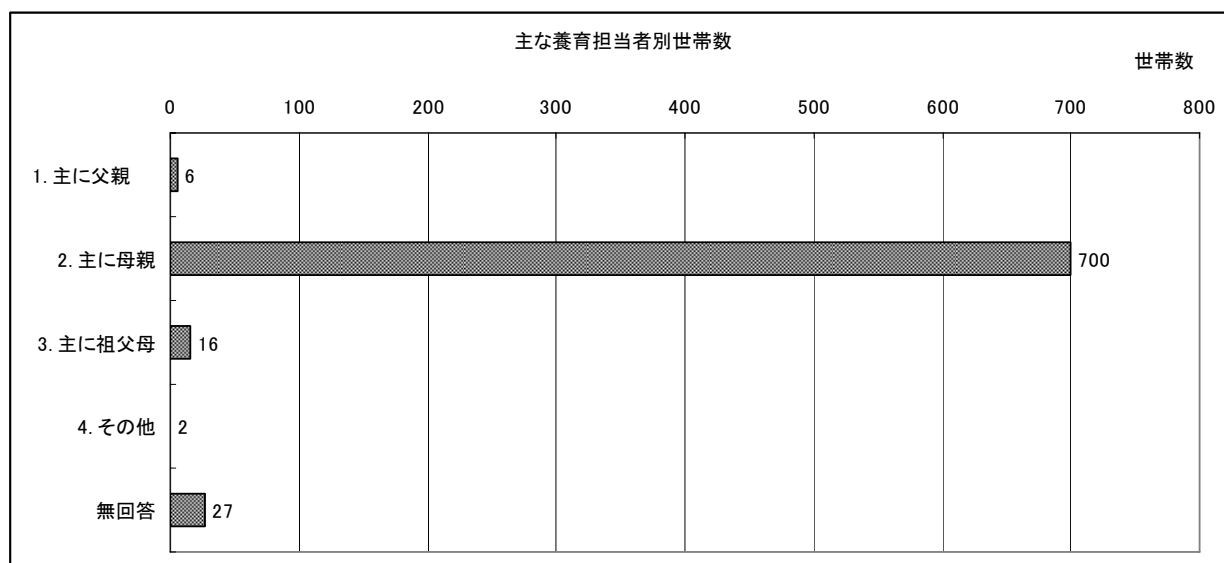 主な養育担当者別世帯数
世帯数
0 100 200 300 400 500 600 700 800
1. 主に父親 6
2. 主に母親 700
3. 主に祖父母 16
4. その他 2
無回答 27